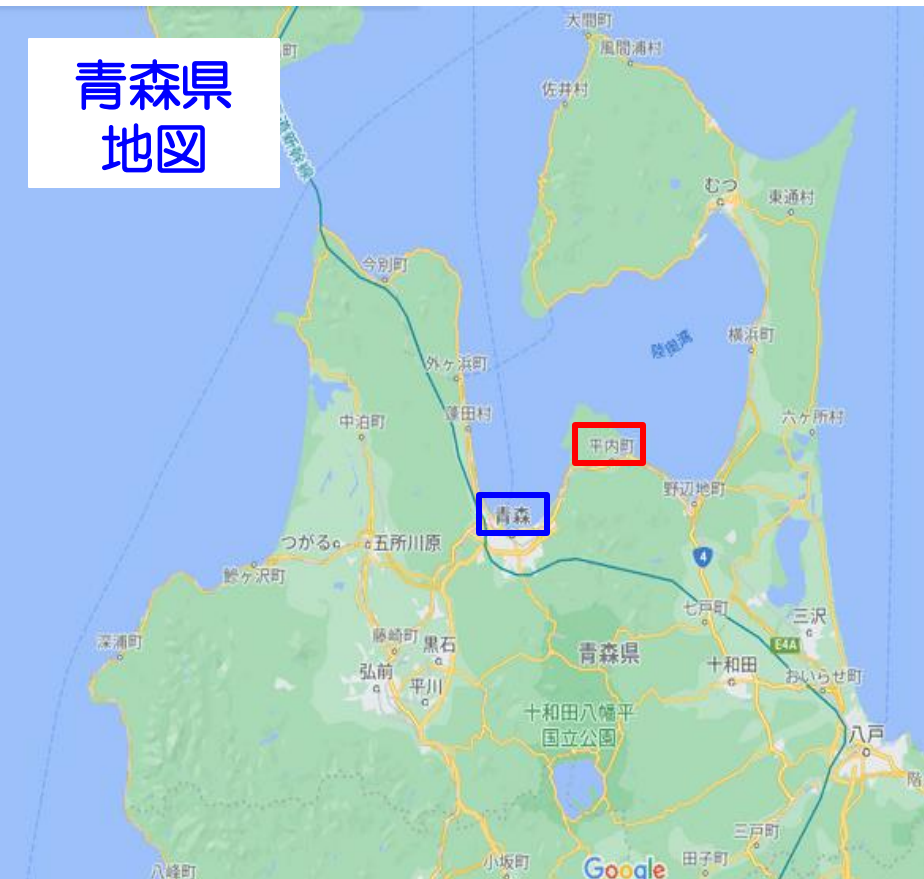 青森県
地図
大間町
風間浦村
町
佐井村
むつ
東通村
今別町
陸奥湾
横浜町
外ヶ浜町
蓬田村
中泊町
六ヶ所村
平内町
野辺地町
青森
つがる
五所川原
4
鰺ヶ沢町
七戸町
三沢
藤崎町
黒石
E4A
深浦町
青森県
十和田
弘前
平川
おいらせ町
十和田八幡平
国立公園
八戸
階
三戸町
八峰町
小坂町
Google
田子町